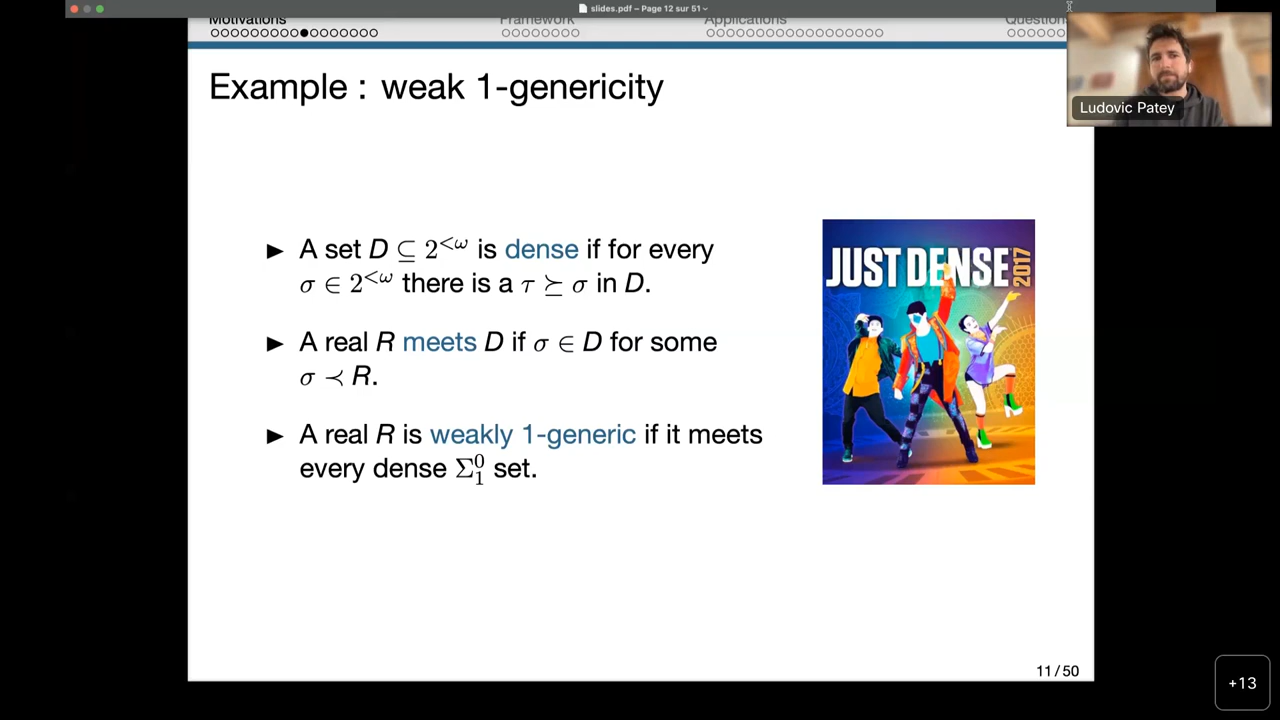 slides.pdf – Page 12 sur 51
Motivations
Framework
Applications
Question
Ludovic Patey
Example : weak 1-genericity
► A set D ⊆ 2^{<ω} is dense if for every
σ ∈ 2^{<ω} there is a τ ⪰ σ in D.
► A real R meets D if σ ∈ D for some
σ ≺ R.
► A real R is weakly 1-generic if it meets
every dense Σ⁰₁ set.
JUST DENSE 2017
11 / 50
+13